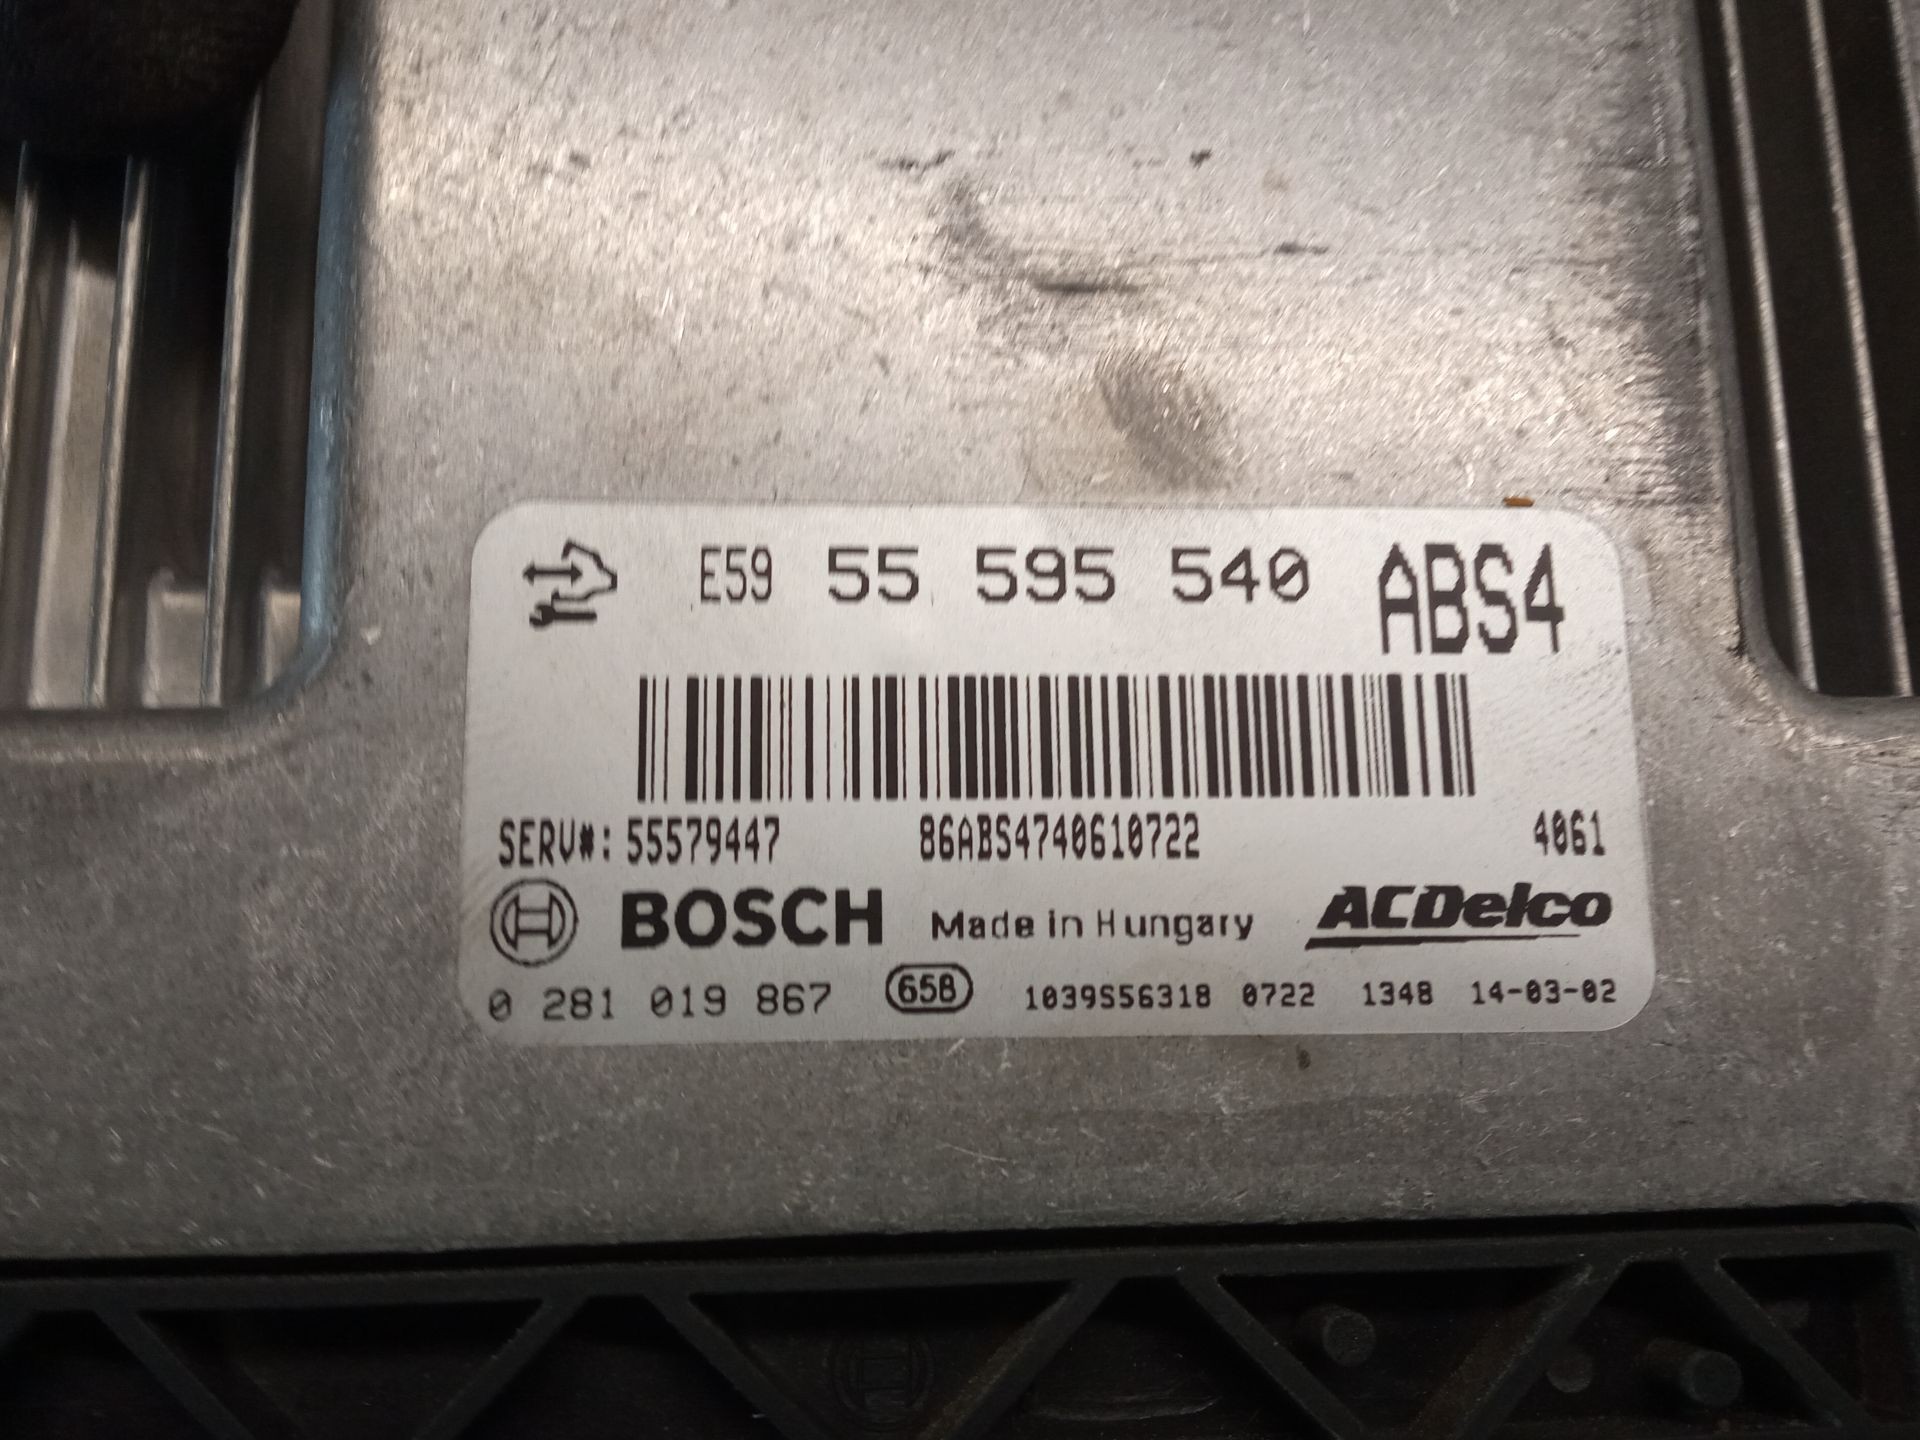 E59 55 595 540 ABS4
SERV#: 55579447 86ABS4740610722 4061
BOSCH Made in Hungary ACDelco
0 281 019 867 658 1039S56318 0722 1348 14-03-02